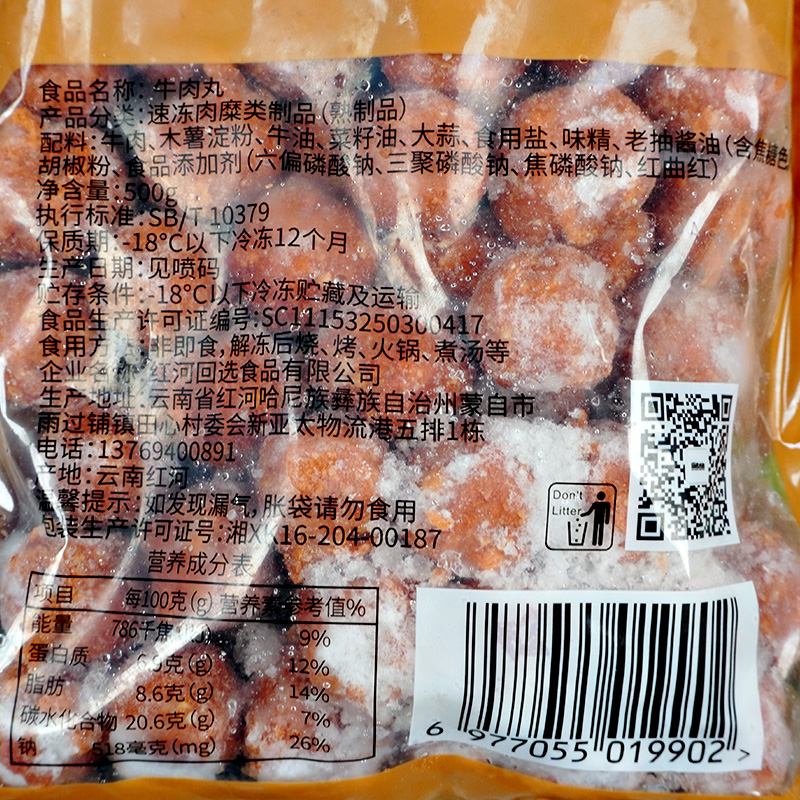 食品名称:牛肉丸
产品分类:速冻肉糜类制品(熟制品)
配料:牛肉、木薯淀粉、牛油、菜籽油、大蒜、食用盐、味精、老抽酱油(含焦糖色
胡椒粉、食品添加剂(六偏磷酸钠、三聚磷酸钠、焦磷酸钠、红曲红)
净含量:500g
执行标准:SB/T 10379
保质期:-18°C以下冷冻12个月
生产日期:见喷码
贮存条件:-18°C以下冷冻贮藏及运输
食品生产许可证编号:SC11153250300417
食用方 非即食,解冻后烧、烤、火锅、煮汤等
企业名称:红河回选食品有限公司
生产地址:云南省红河哈尼族彝族自治州蒙自市
雨过铺镇田心村委会新亚太物流港五排1栋
电话:13769400891
产地:云南红河
温馨提示:如发现漏气,胀袋请勿食用
包装生产许可证号:湘XK16-204-00187
营养成分表
项目 每100克(g) 营养素参考值%
能量 786千焦 9%
蛋白质 克(g) 12%
脂肪 8.6克(g) 14%
碳水化合物 20.6克(g) 7%
钠 518毫克(mg) 26%
Don't
Litter
6 977055 019902 >